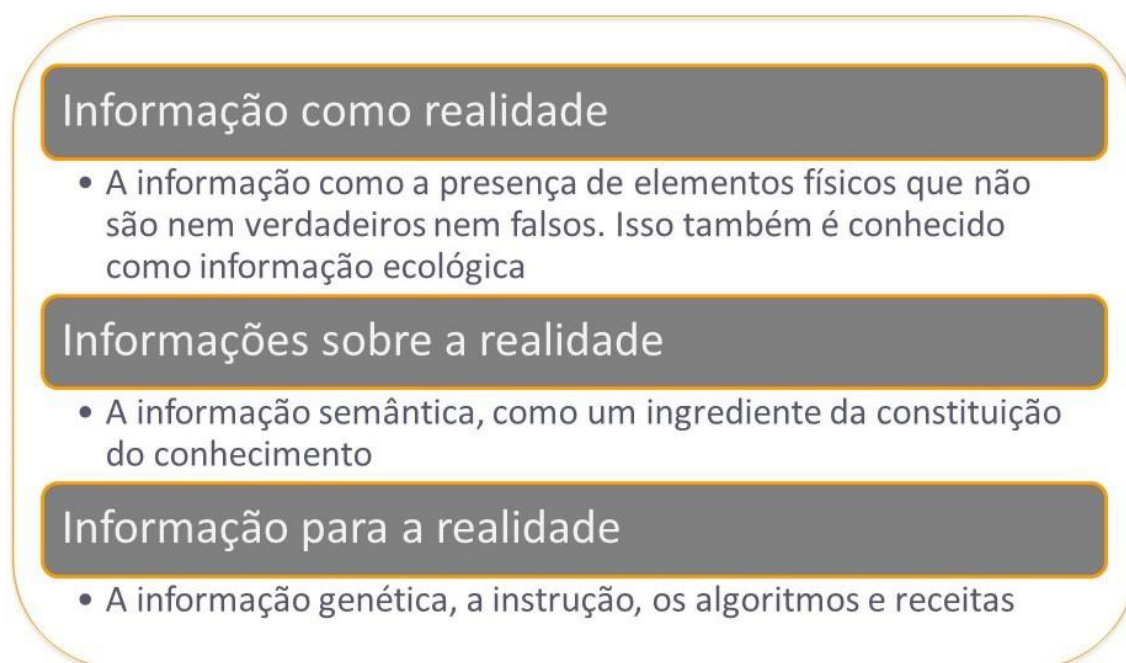 Informação como realidade
• A informação como a presença de elementos físicos que não
são nem verdadeiros nem falsos. Isso também é conhecido
como informação ecológica
Informações sobre a realidade
• A informação semântica, como um ingrediente da constituição
do conhecimento
Informação para a realidade
• A informação genética, a instrução, os algoritmos e receitas